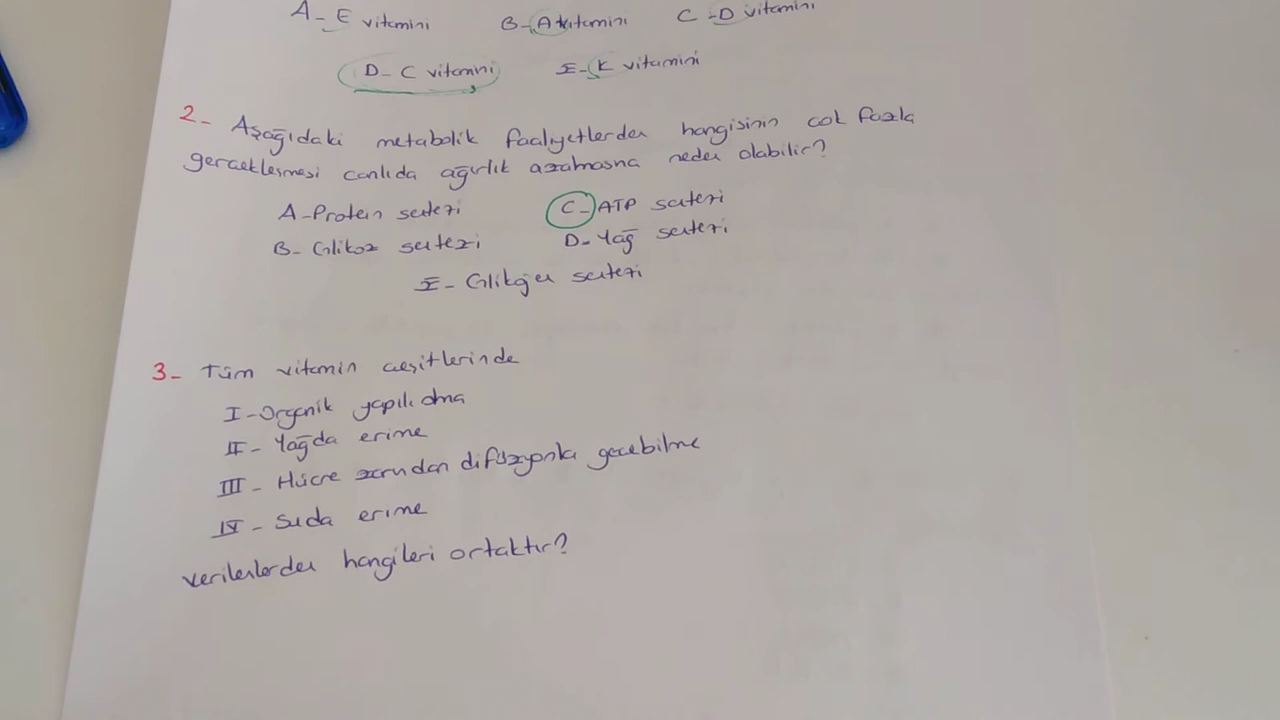 A- E vitamini B- A vitamini C- D vitamini
D- C vitamini E- K vitamini
2- Aşağıdaki metabolik faaliyetlerden hangisinin çok fazla
gerçekleşmesi canlıda ağırlık azalmasına neden olabilir?
A- Protein sentezi C- ATP sentezi
B- Glikoz sentezi D- Yağ sentezi
E- Glikojen sentezi
3- Tüm vitamin çeşitlerinde
I- Organik yapılı olma
II- Yağda erime
III- Hücre zarından difüzyonla geçebilme
IV- Suda erime
verilenlerden hangileri ortaktır?